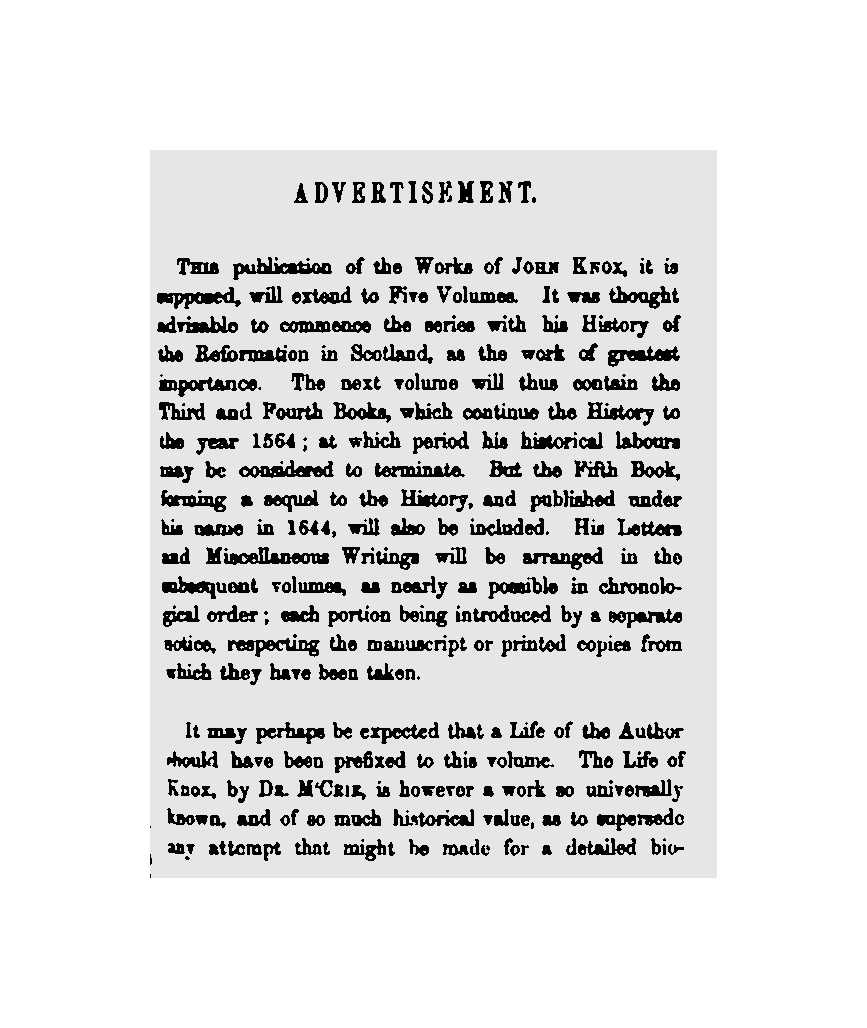 ADVERTISEMENT.
This publication of the Works of John Knox, it is
supposed, will extend to Five Volumes. It was thought
advisable to commence the series with his History of
the Reformation in Scotland, as the work of greatest
importance. The next volume will thus contain the
Third and Fourth Books, which continue the History to
the year 1564; at which period his historical labours
may be considered to terminate. But the Fifth Book,
forming a sequel to the History, and published under
his name in 1644, will also be included. His Letters
and Miscellaneous Writings will be arranged in the
subsequent volumes, as nearly as possible in chronolo-
gical order; each portion being introduced by a separate
notice, respecting the manuscript or printed copies from
which they have been taken.
It may perhaps be expected that a Life of the Author
should have been prefixed to this volume. The Life of
Knox, by Dr. M‘Crie, is however a work so universally
known, and of so much historical value, as to supersede
any attempt that might be made for a detailed bio-